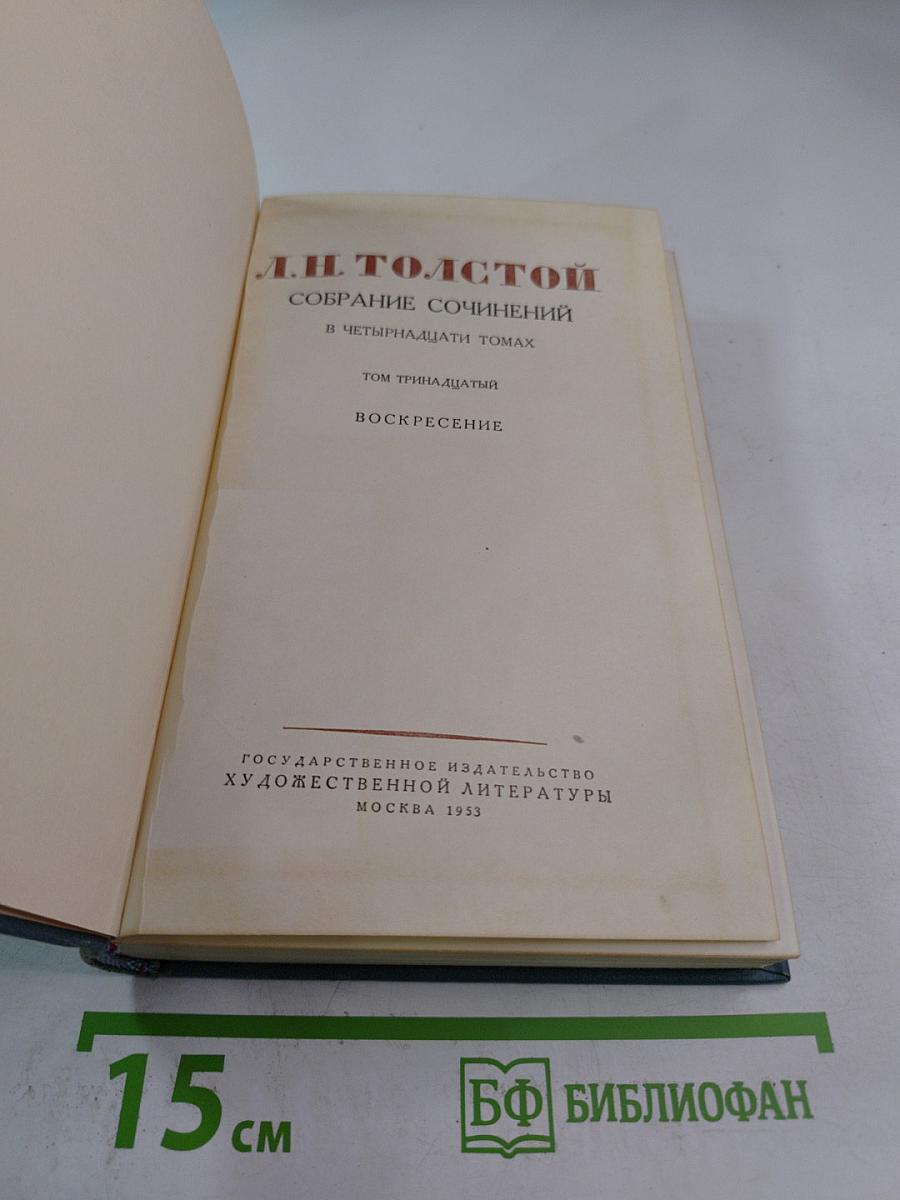 Л.Н. ТОЛСТОЙ
СОБРАНИЕ СОЧИНЕНИЙ
В ЧЕТЫРНАДЦАТИ ТОМАХ
ТОМ ТРИНАДЦАТЫЙ
ВОСКРЕСЕНИЕ
ГОСУДАРСТВЕННОЕ ИЗДАТЕЛЬСТВО
ХУДОЖЕСТВЕННОЙ ЛИТЕРАТУРЫ
МОСКВА 1953
15 см
БФ БИБЛИОФАН